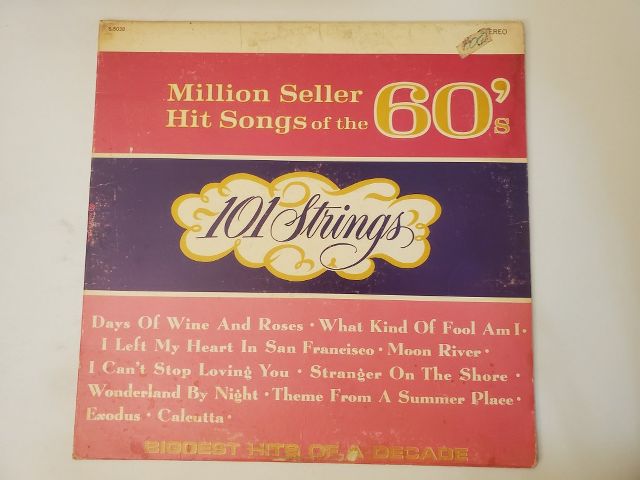 S-5038
STEREO
Million Seller
Hit Songs of the 60's
101 Strings
Days Of Wine And Roses · What Kind Of Fool Am I ·
I Left My Heart In San Francisco · Moon River ·
I Can't Stop Loving You · Stranger On The Shore ·
Wonderland By Night · Theme From A Summer Place ·
Exodus · Calcutta ·
BIGGEST HITS OF A DECADE